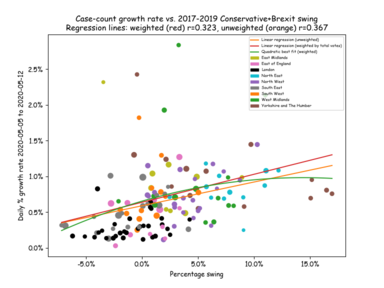 Case-count growth rate vs. 2017-2019 Conservative+Brexit swing
Regression lines: weighted (red) r=0.323, unweighted (orange) r=0.367
Linear regression (unweighted)
Linear regression (weighted by total votes)
Quadratic best fit (weighted)
East Midlands
East of England
London
North East
North West
South East
South West
West Midlands
Yorkshire and The Humber
Daily % growth rate 2020-05-05 to 2020-05-12
2.5%
2.0%
1.5%
1.0%
0.5%
0.0%
-5.0%
0.0%
5.0%
10.0%
15.0%
Percentage swing